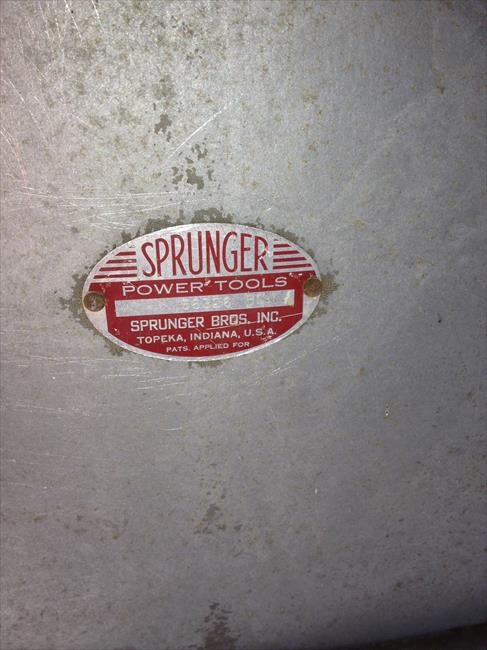 SPRUNGER
POWER TOOLS
SPRUNGER BROS. INC.
TOPEKA, INDIANA, U.S.A.
PATS. APPLIED FOR